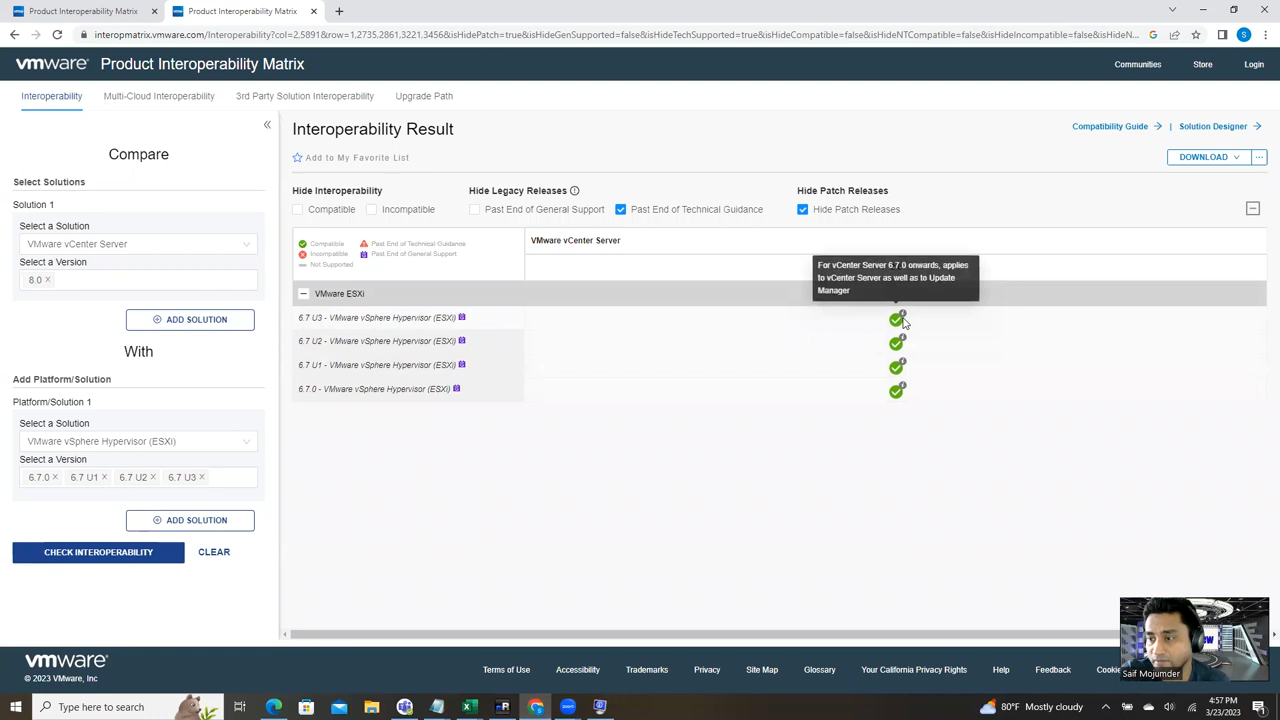 Product Interoperability Matrix
Product Interoperability Matrix
interopmatrix.vmware.com/Interoperability?col=2,5891&row=1,2735,2861,3221,3456&isHidePatch=true&isHideGenSupported=false&isHideTechSupported=true&isHideCompatible=false&isHideNTCompatible=false&isHideIncompatible=false&isHideN...
vmware Product Interoperability Matrix
Communities Store Login
Interoperability Multi-Cloud Interoperability 3rd Party Solution Interoperability Upgrade Path
Compare
Select Solutions
Solution 1
Select a Solution
VMware vCenter Server
Select a Version
8.0
ADD SOLUTION
With
Add Platform/Solution
Platform/Solution 1
Select a Solution
VMware vSphere Hypervisor (ESXi)
Select a Version
6.7.0 6.7 U1 6.7 U2 6.7 U3
ADD SOLUTION
CHECK INTEROPERABILITY CLEAR
Interoperability Result
Compatibility Guide | Solution Designer
Add to My Favorite List
DOWNLOAD
Hide Interoperability Hide Legacy Releases Hide Patch Releases
Compatible Incompatible Past End of General Support Past End of Technical Guidance Hide Patch Releases
Compatible Past End of Technical Guidance
Incompatible Past End of General Support
Not Supported
VMware vCenter Server
For vCenter Server 6.7.0 onwards, applies
to vCenter Server as well as to Update
Manager
VMware ESXi
6.7 U3 - VMware vSphere Hypervisor (ESXi)
6.7 U2 - VMware vSphere Hypervisor (ESXi)
6.7 U1 - VMware vSphere Hypervisor (ESXi)
6.7.0 - VMware vSphere Hypervisor (ESXi)
vmware
© 2023 VMware, Inc
Terms of Use Accessibility Trademarks Privacy Site Map Glossary Your California Privacy Rights Help Feedback
Saif Mojumder
Type here to search
80°F Mostly cloudy
4:57 PM
3/23/2023